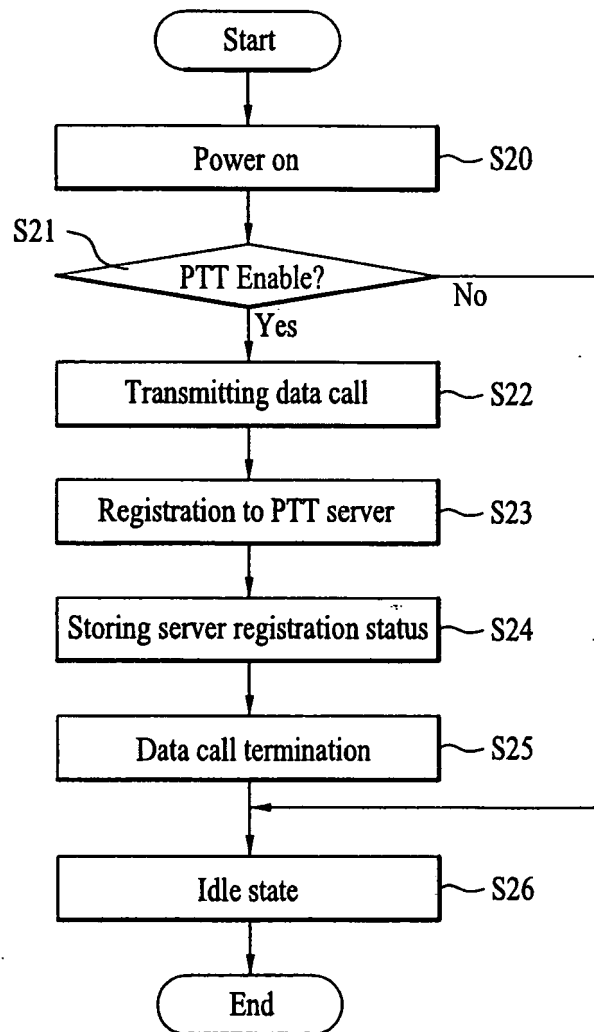 Start
Power on
S20
S21
PTT Enable?
No
Yes
Transmitting data call
S22
Registration to PTT server
S23
Storing server registration status
S24
Data call termination
S25
Idle state
S26
End